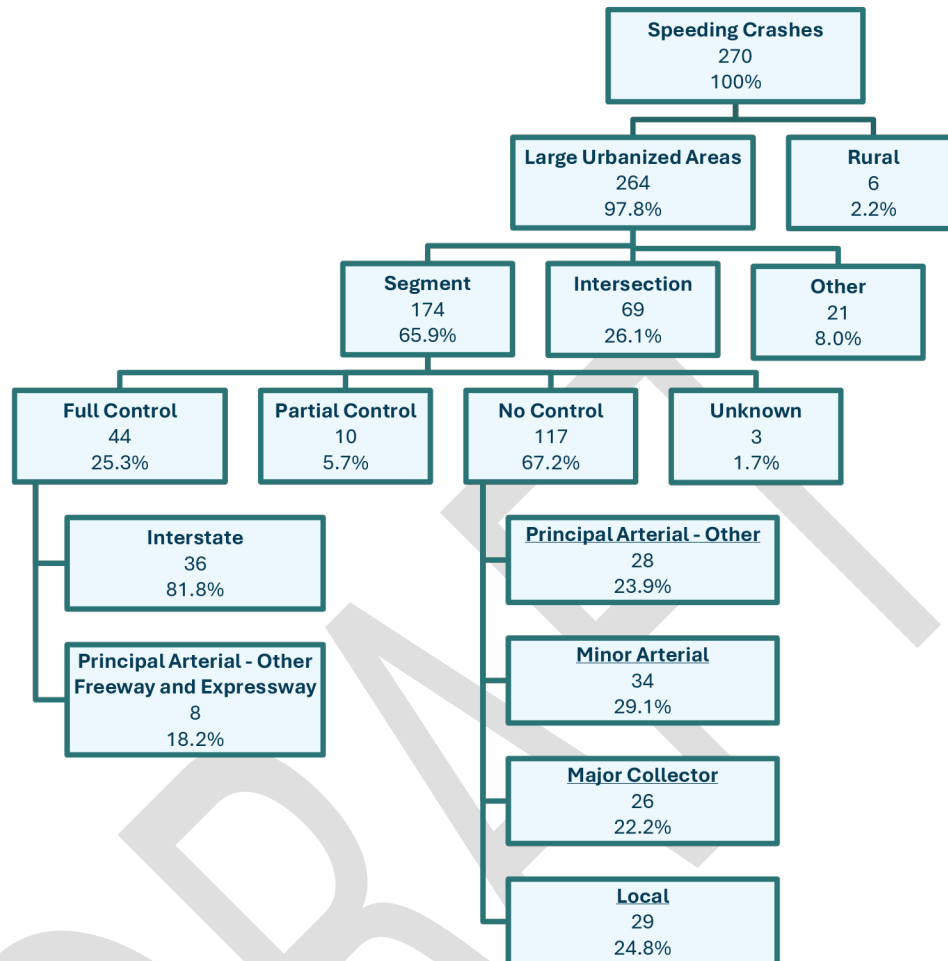 Speeding Crashes
270
100%
Large Urbanized Areas
264
97.8%
Rural
6
2.2%
Segment
174
65.9%
Intersection
69
26.1%
Other
21
8.0%
Full Control
44
25.3%
Partial Control
10
5.7%
No Control
117
67.2%
Unknown
3
1.7%
Interstate
36
81.8%
Principal Arterial - Other
Freeway and Expressway
8
18.2%
Principal Arterial - Other
28
23.9%
Minor Arterial
34
29.1%
Major Collector
26
22.2%
Local
29
24.8%
DRAFT